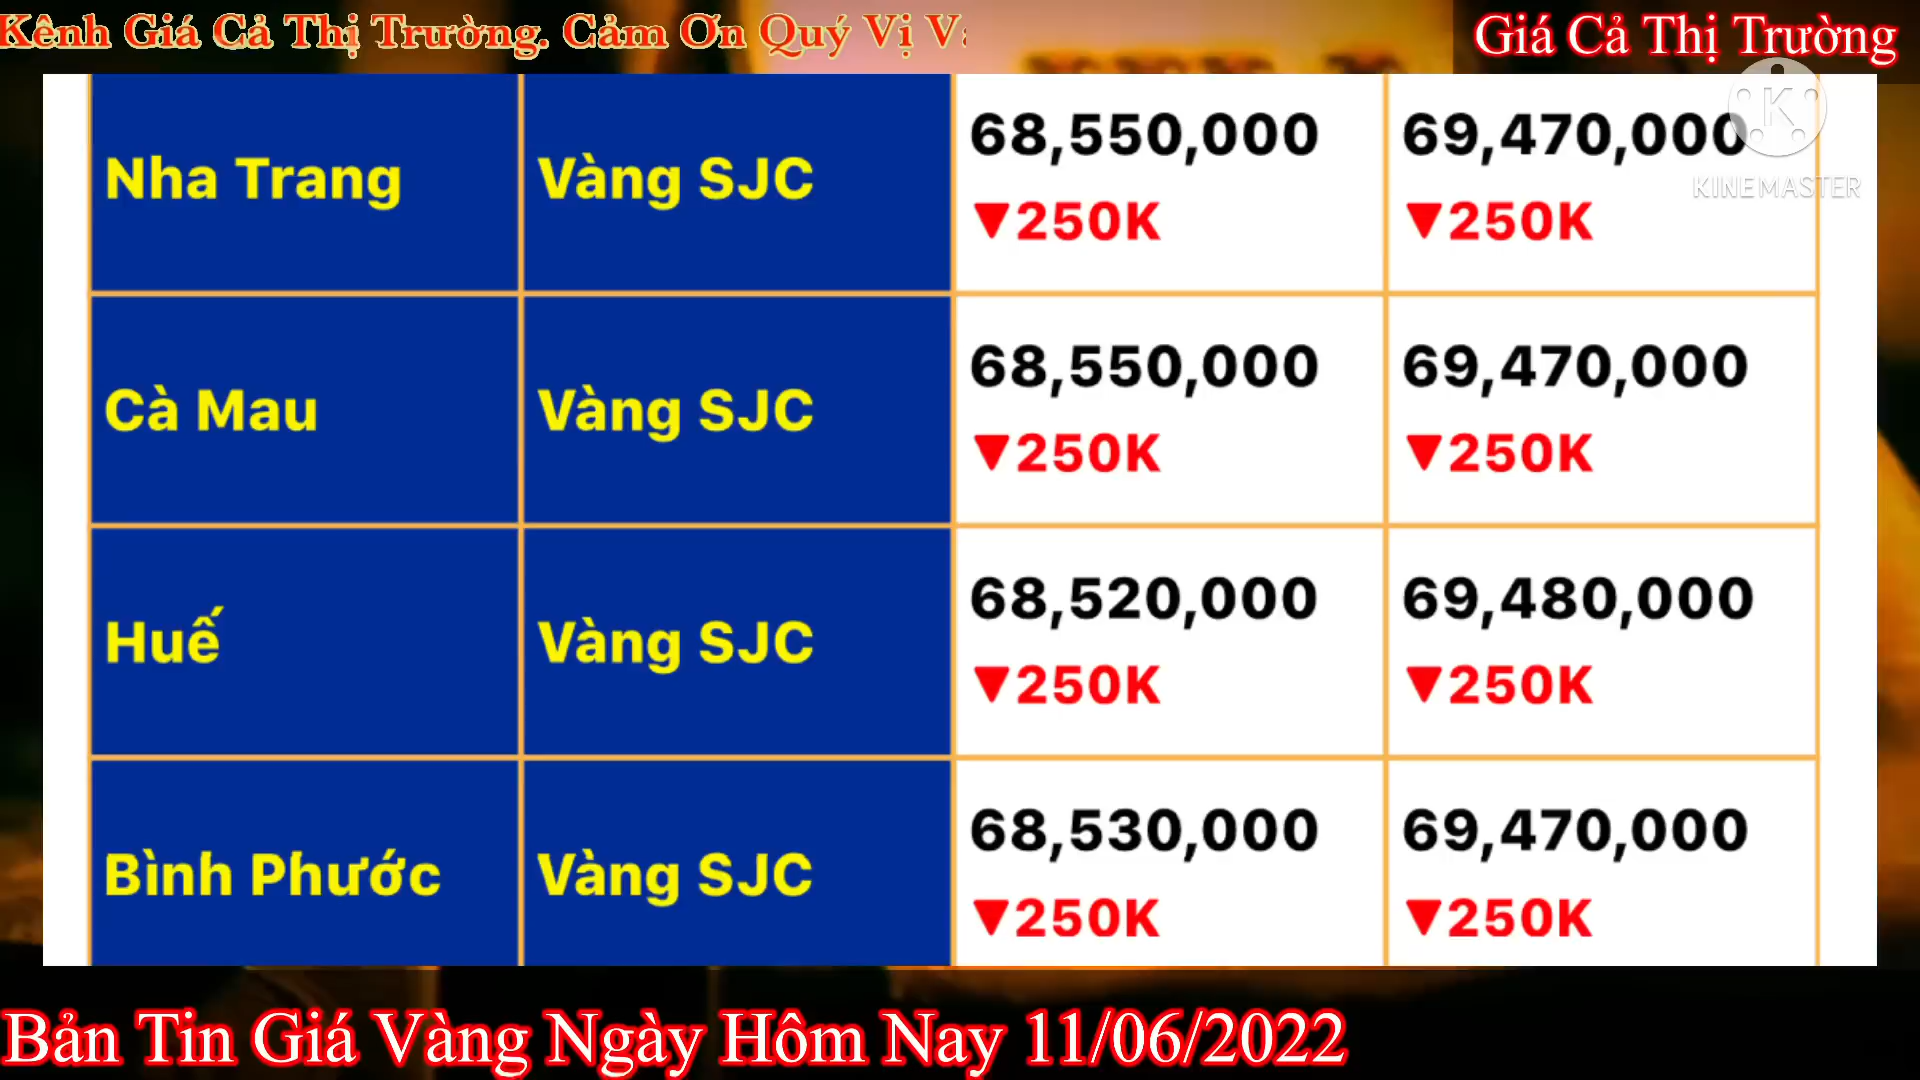 Kênh Giá Cả Thị Trường. Cảm Ơn Quý Vị
Giá Cả Thị Trường
KINEMASTER
Nha Trang Vàng SJC 68,550,000 69,470,000
▼250K ▼250K
Cà Mau Vàng SJC 68,550,000 69,470,000
▼250K ▼250K
Huế Vàng SJC 68,520,000 69,480,000
▼250K ▼250K
Bình Phước Vàng SJC 68,530,000 69,470,000
▼250K ▼250K
Bản Tin Giá Vàng Ngày Hôm Nay 11/06/2022